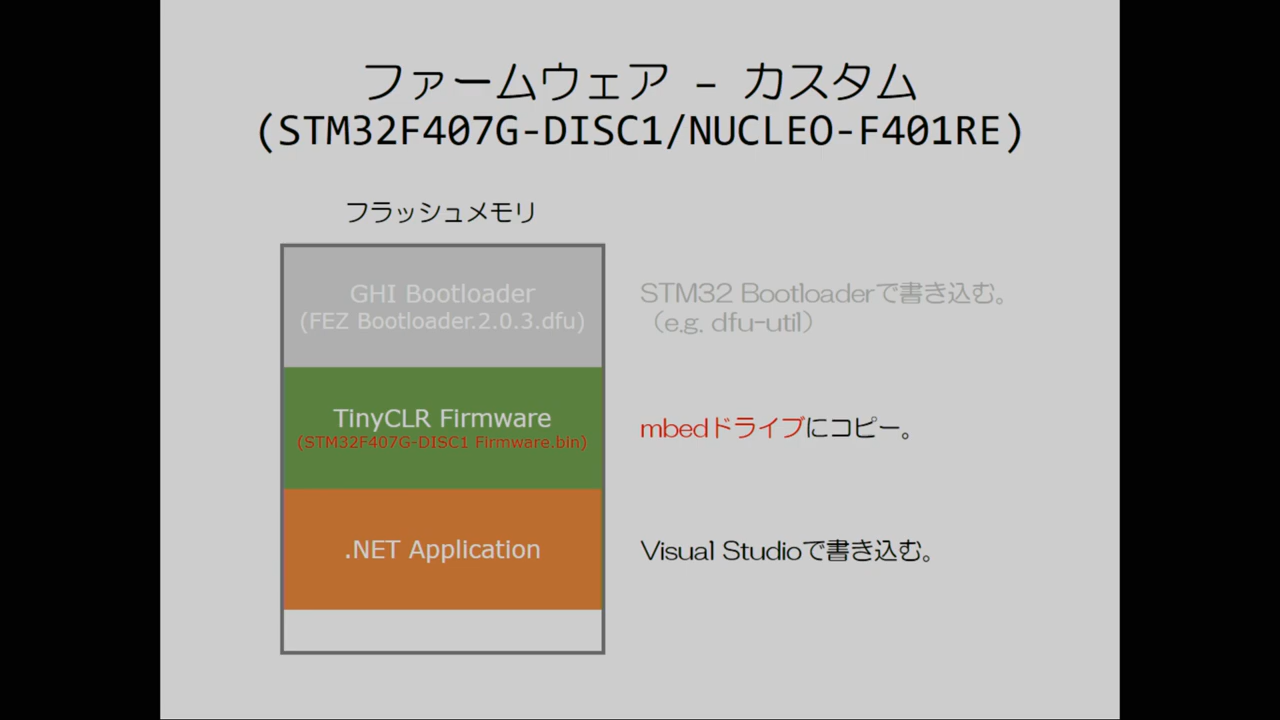 ファームウェア – カスタム
(STM32F407G-DISC1/NUCLEO-F401RE)
フラッシュメモリ
GHI Bootloader
(FEZ Bootloader.2.0.3.dfu)
STM32 Bootloaderで書き込む。
（e.g. dfu-util）
TinyCLR Firmware
(STM32F407G-DISC1 Firmware.bin)
mbedドライブにコピー。
.NET Application
Visual Studioで書き込む。